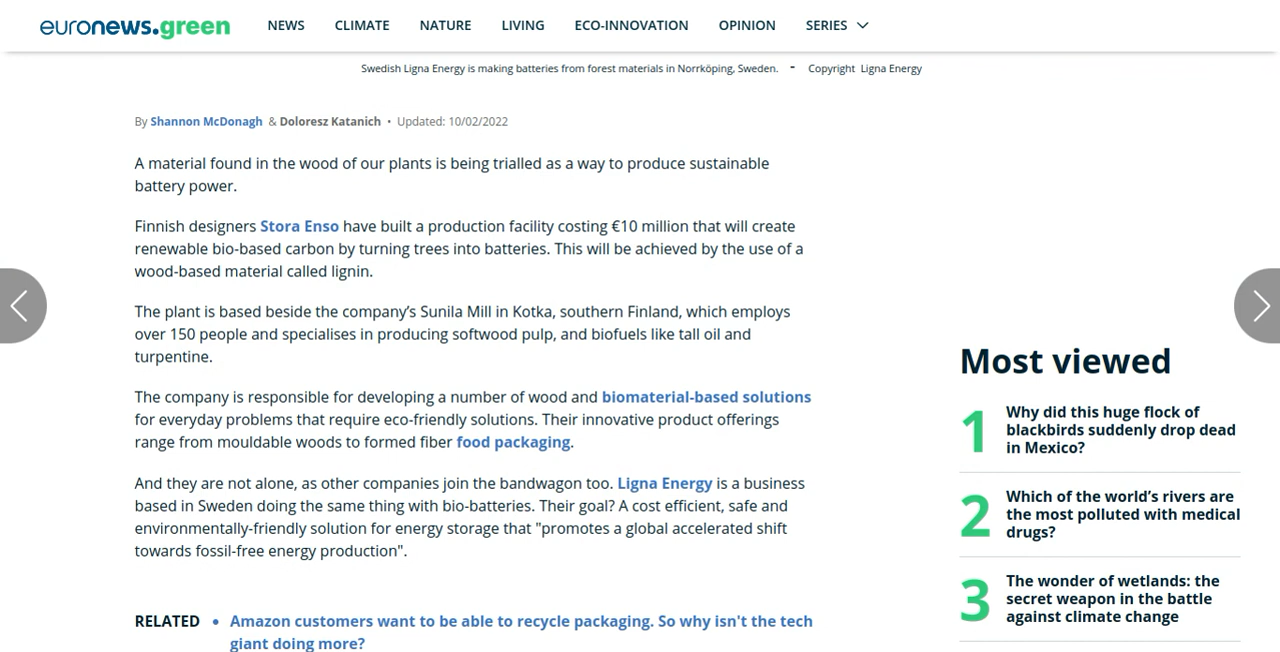 euronews.green NEWS CLIMATE NATURE LIVING ECO-INNOVATION OPINION SERIES
Swedish Ligna Energy is making batteries from forest materials in Norrköping, Sweden. - Copyright Ligna Energy
By Shannon McDonagh & Doloresz Katanich • Updated: 10/02/2022
A material found in the wood of our plants is being trialled as a way to produce sustainable
battery power.
Finnish designers Stora Enso have built a production facility costing €10 million that will create
renewable bio-based carbon by turning trees into batteries. This will be achieved by the use of a
wood-based material called lignin.
The plant is based beside the company’s Sunila Mill in Kotka, southern Finland, which employs
over 150 people and specialises in producing softwood pulp, and biofuels like tall oil and
turpentine.
The company is responsible for developing a number of wood and biomaterial-based solutions
for everyday problems that require eco-friendly solutions. Their innovative product offerings
range from mouldable woods to formed fiber food packaging.
And they are not alone, as other companies join the bandwagon too. Ligna Energy is a business
based in Sweden doing the same thing with bio-batteries. Their goal? A cost efficient, safe and
environmentally-friendly solution for energy storage that "promotes a global accelerated shift
towards fossil-free energy production".
RELATED • Amazon customers want to be able to recycle packaging. So why isn't the tech
giant doing more?
Most viewed
1 Why did this huge flock of
blackbirds suddenly drop dead
in Mexico?
2 Which of the world’s rivers are
the most polluted with medical
drugs?
3 The wonder of wetlands: the
secret weapon in the battle
against climate change